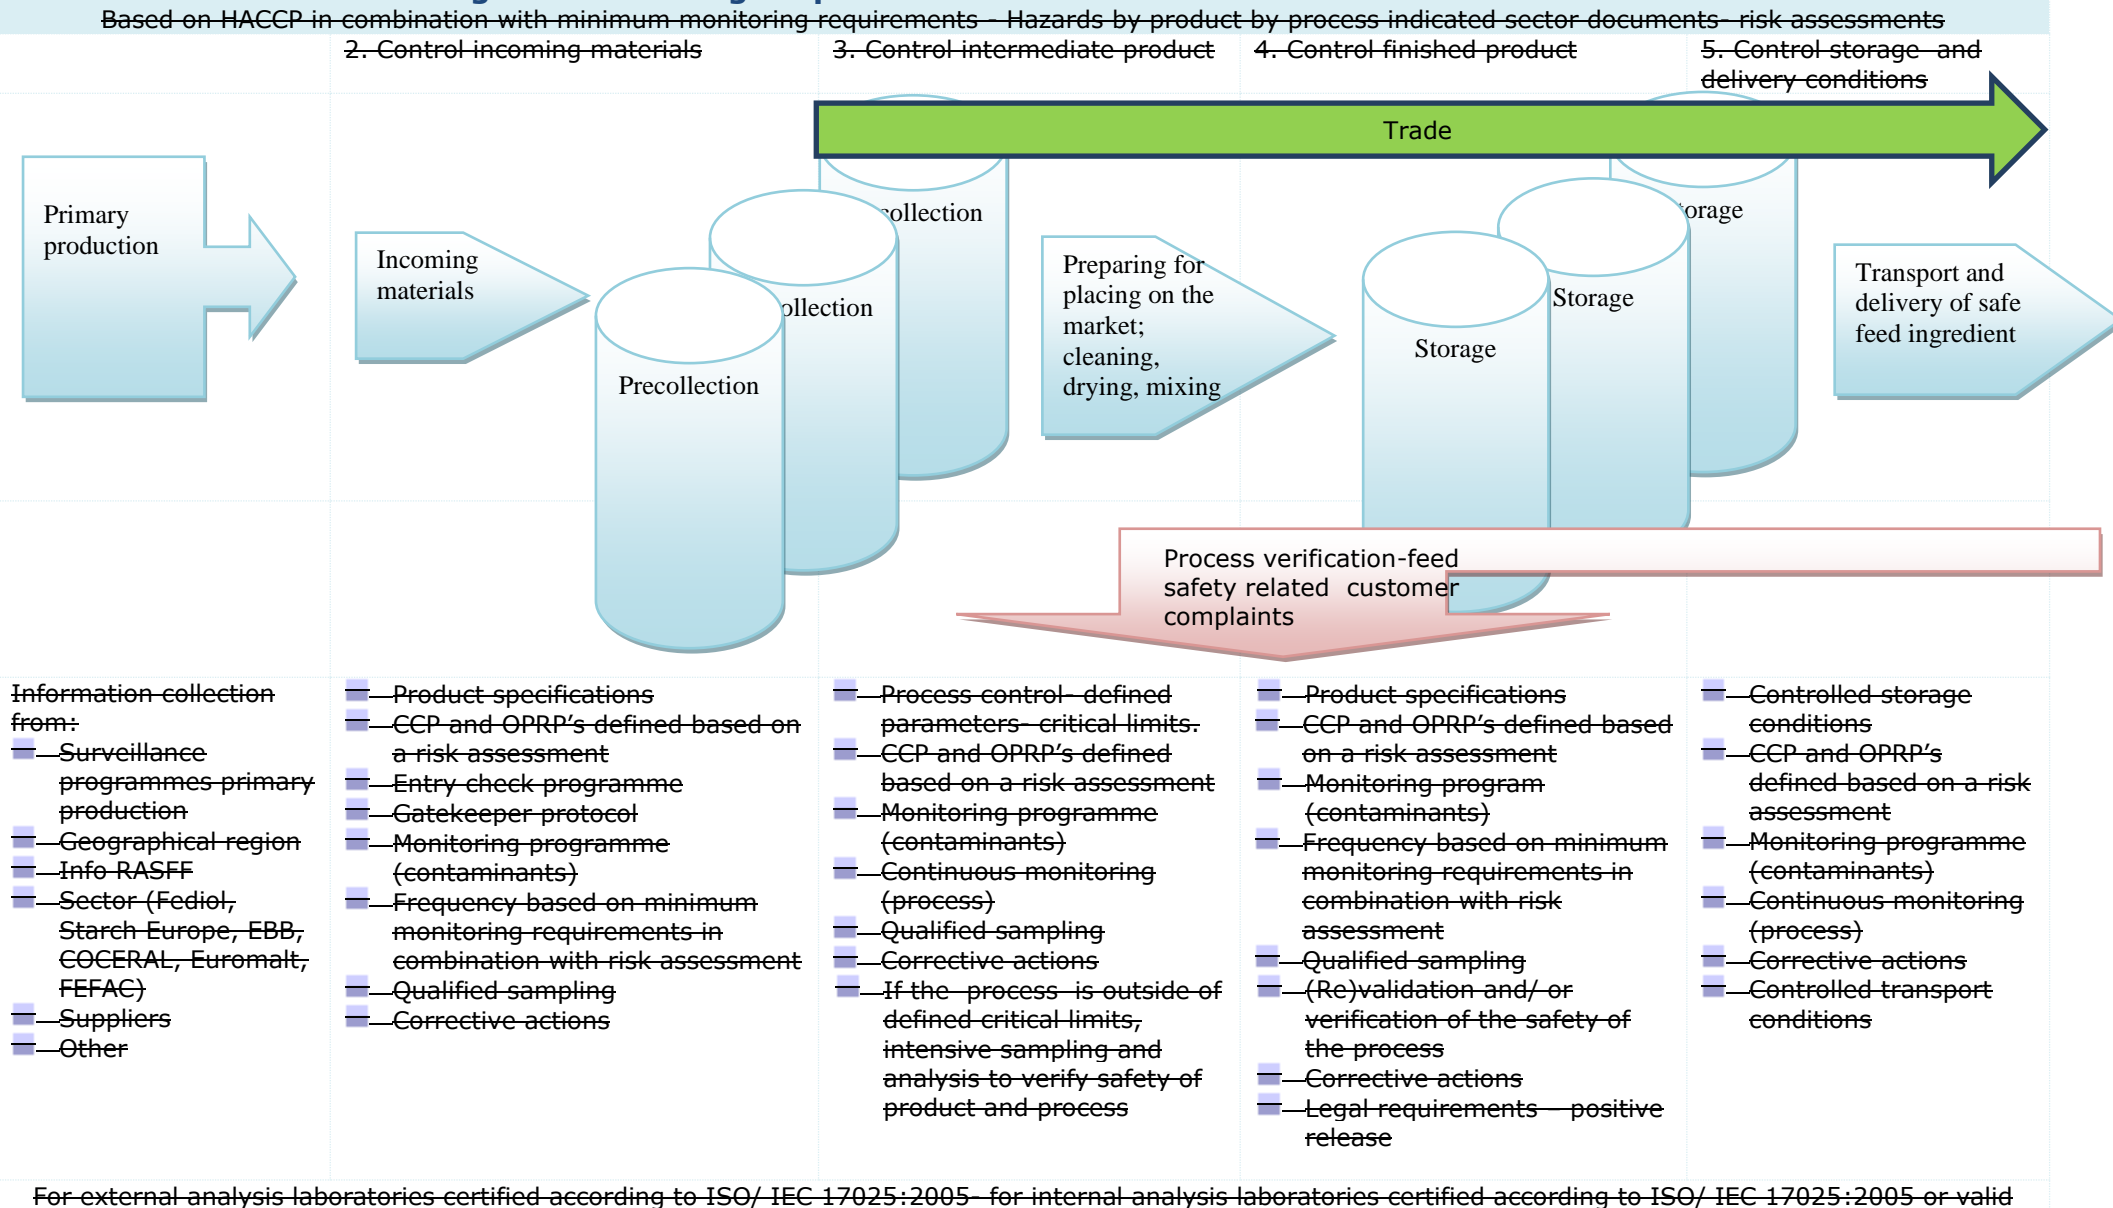 Based on HACCP in combination with minimum monitoring requirements - Hazards by product by process indicated sector documents- risk assessments
2. Control incoming materials
3. Control intermediate product
4. Control finished product
5. Control storage  and
delivery conditions
Trade
Primary
production
Incoming
materials
Precollection
ollection
collection
Preparing for
placing on the
market;
cleaning,
drying, mixing
Storage
Storage
torage
Transport and
delivery of safe
feed ingredient
Process verification-feed
safety related  customer
complaints
Information collection
from:
Surveillance
programmes primary
production
Geographical region
Info RASFF
Sector (Fediol,
Starch Europe, EBB,
COCERAL, Euromalt,
FEFAC)
Suppliers
Other
Product specifications
CCP and OPRP's defined based on
a risk assessment
Entry check programme
Gatekeeper protocol
Monitoring programme
(contaminants)
Frequency based on minimum
monitoring requirements in
combination with risk assessment
Qualified sampling
Corrective actions
Process control- defined
parameters- critical limits.
CCP and OPRP's defined
based on a risk assessment
Monitoring programme
(contaminants)
Continuous monitoring
(process)
Qualified sampling
Corrective actions
If the  process  is outside of
defined critical limits,
intensive sampling and
analysis to verify safety of
product and process
Product specifications
CCP and OPRP's defined based
on a risk assessment
Monitoring program
(contaminants)
Frequency based on minimum
monitoring requirements in
combination with risk
assessment
Qualified sampling
(Re)validation and/ or
verification of the safety of
the process
Corrective actions
Legal requirements – positive
release
Controlled storage
conditions
CCP and OPRP's
defined based on a risk
assessment
Monitoring programme
(contaminants)
Continuous monitoring
(process)
Corrective actions
Controlled transport
conditions
For external analysis laboratories certified according to ISO/ IEC 17025:2005- for internal analysis laboratories certified according to ISO/ IEC 17025:2005 or valid